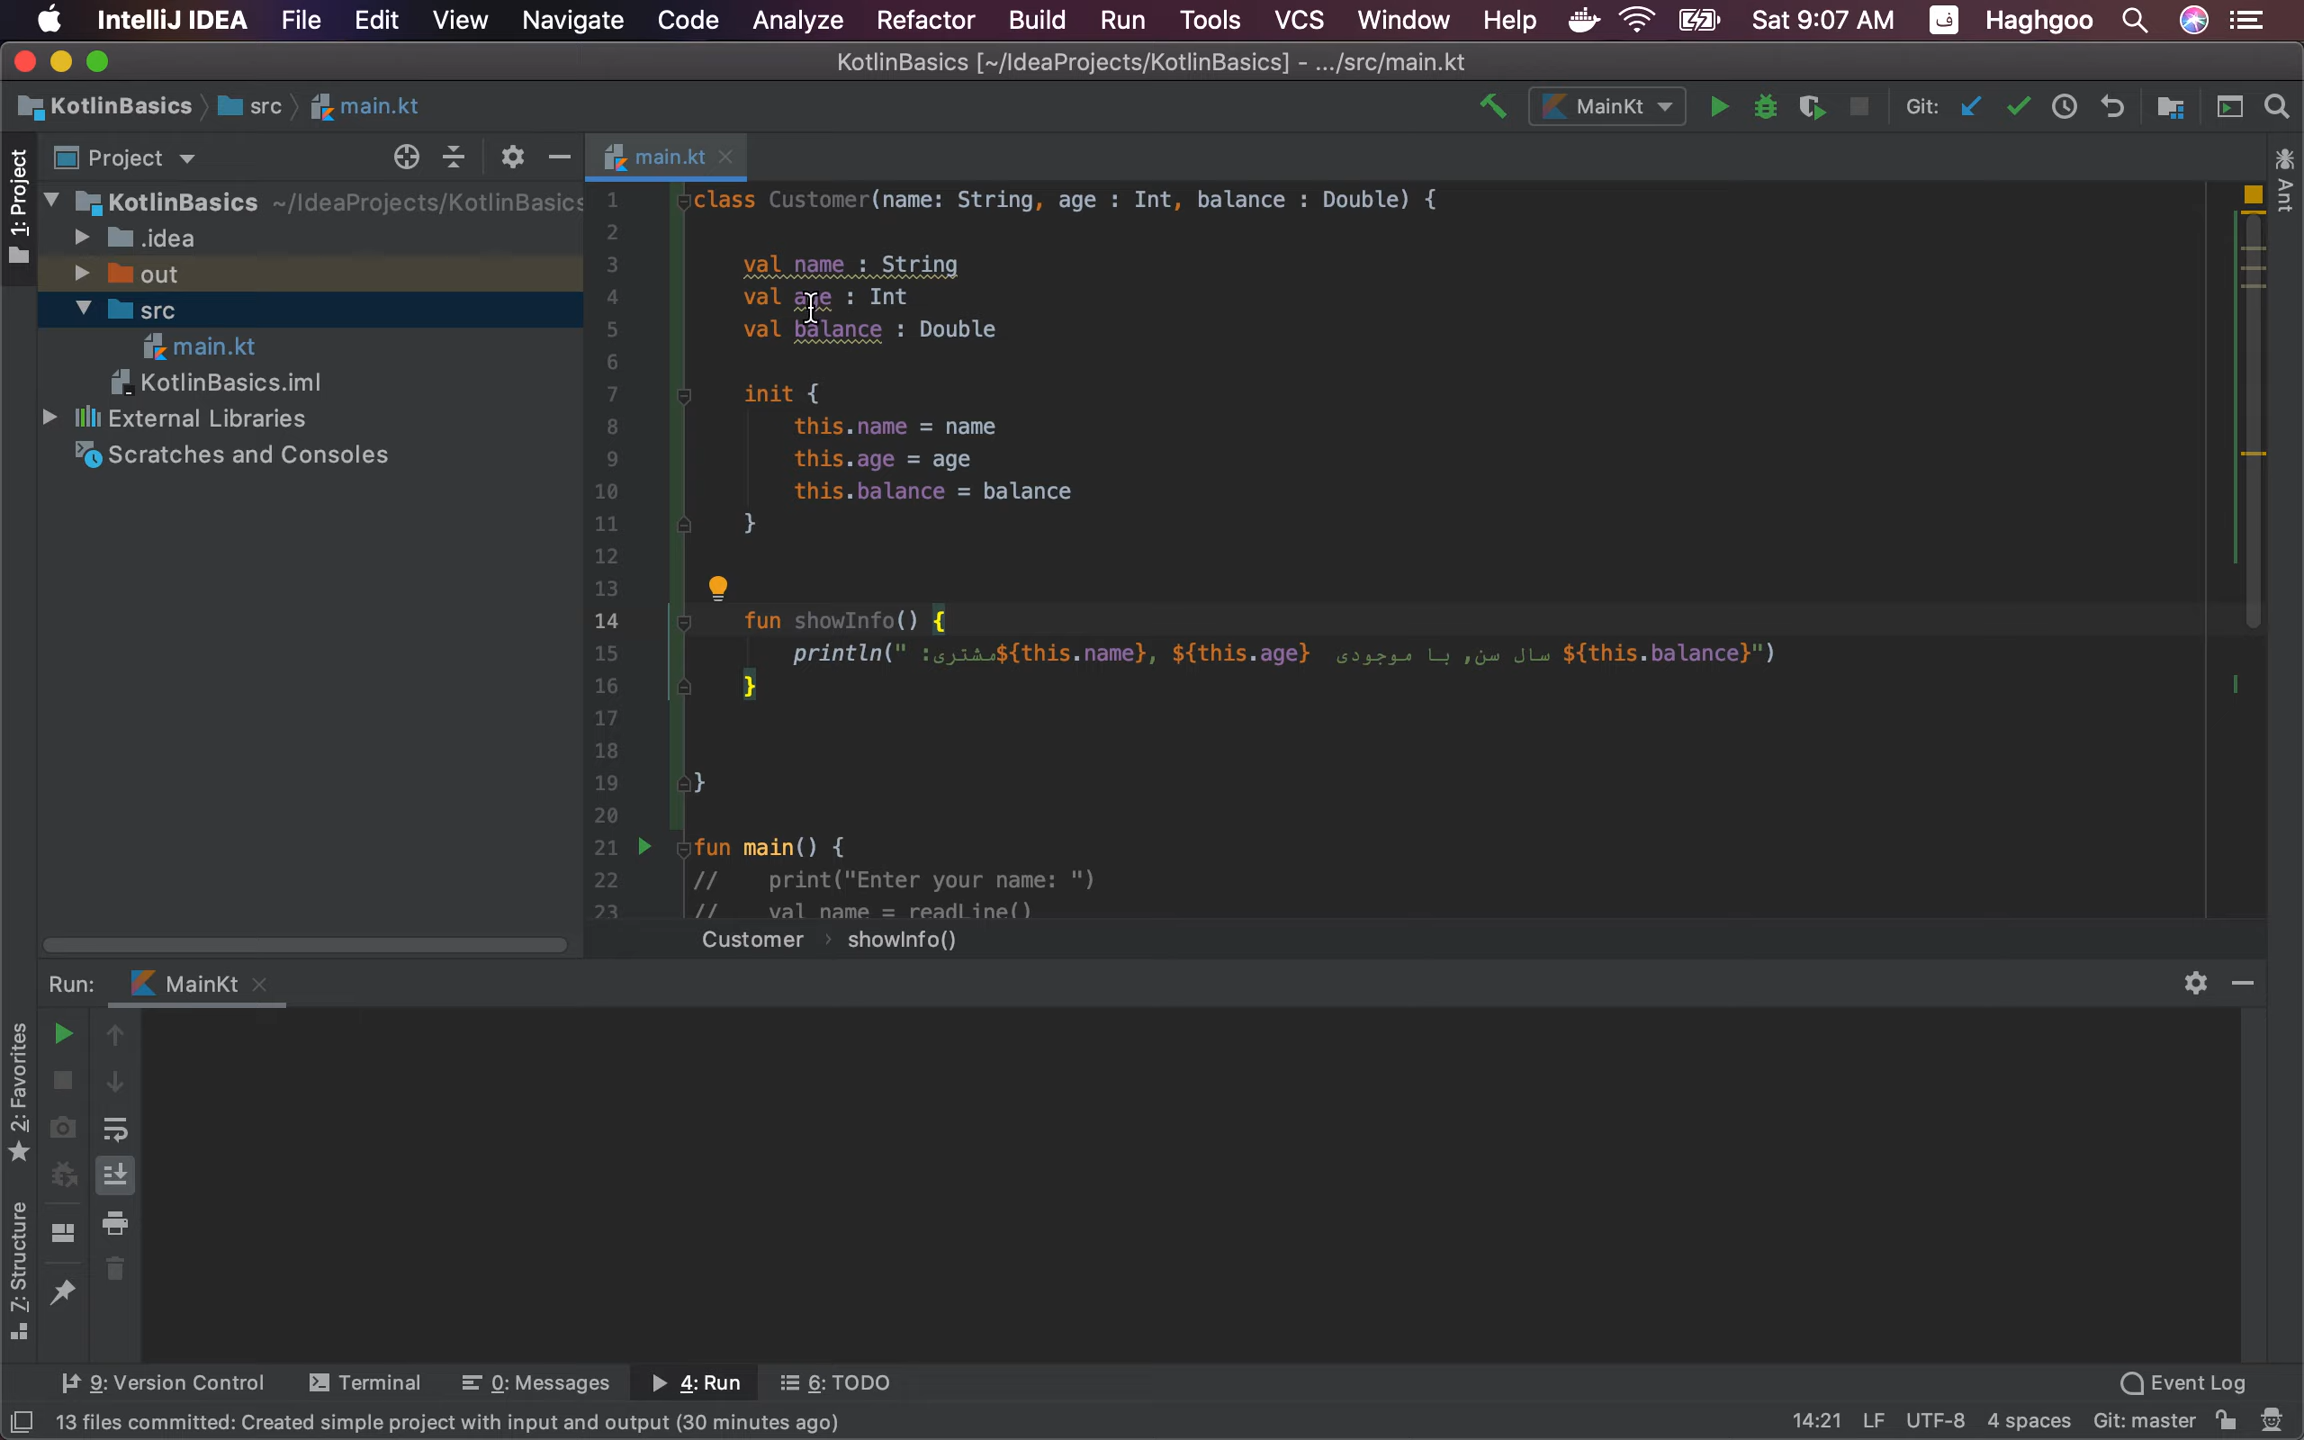 IntelliJ IDEA File Edit View Navigate Code Analyze Refactor Build Run Tools VCS Window Help Sat 9:07 AM ف Haghgoo
KotlinBasics [~/IdeaProjects/KotlinBasics] - .../src/main.kt
KotlinBasics src main.kt MainKt Git:
1: Project
Project
KotlinBasics ~/IdeaProjects/KotlinBasics
.idea
out
src
main.kt
KotlinBasics.iml
External Libraries
Scratches and Consoles
main.kt
1 class Customer(name: String, age : Int, balance : Double) {
2
3 val name : String
4 val age : Int
5 val balance : Double
6
7 init {
8 this.name = name
9 this.age = age
10 this.balance = balance
11 }
12
13
14 fun showInfo() {
15 println(" مشتری: ${this.name}, ${this.age} سال سن, با موجودی ${this.balance}")
16 }
17
18
19 }
20
21 fun main() {
22 // print("Enter your name: ")
23 // val name = readLine()
Customer › showInfo()
Ant
Run: MainKt
2: Favorites
7: Structure
9: Version Control Terminal 0: Messages 4: Run 6: TODO Event Log
13 files committed: Created simple project with input and output (30 minutes ago) 14:21 LF UTF-8 4 spaces Git: master